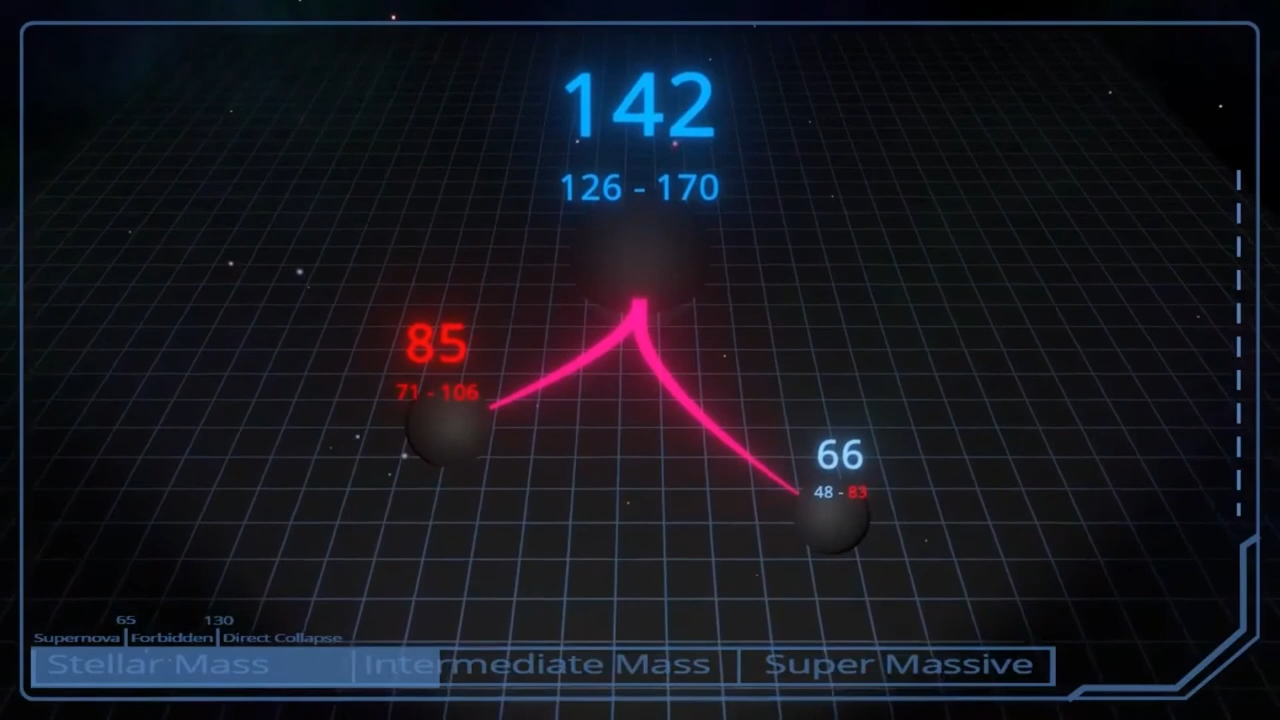 142
126 - 170
85
71 - 106
66
48 - 83
65 130
Supernova Forbidden Direct Collapse
Stellar Mass Intermediate Mass Super Massive